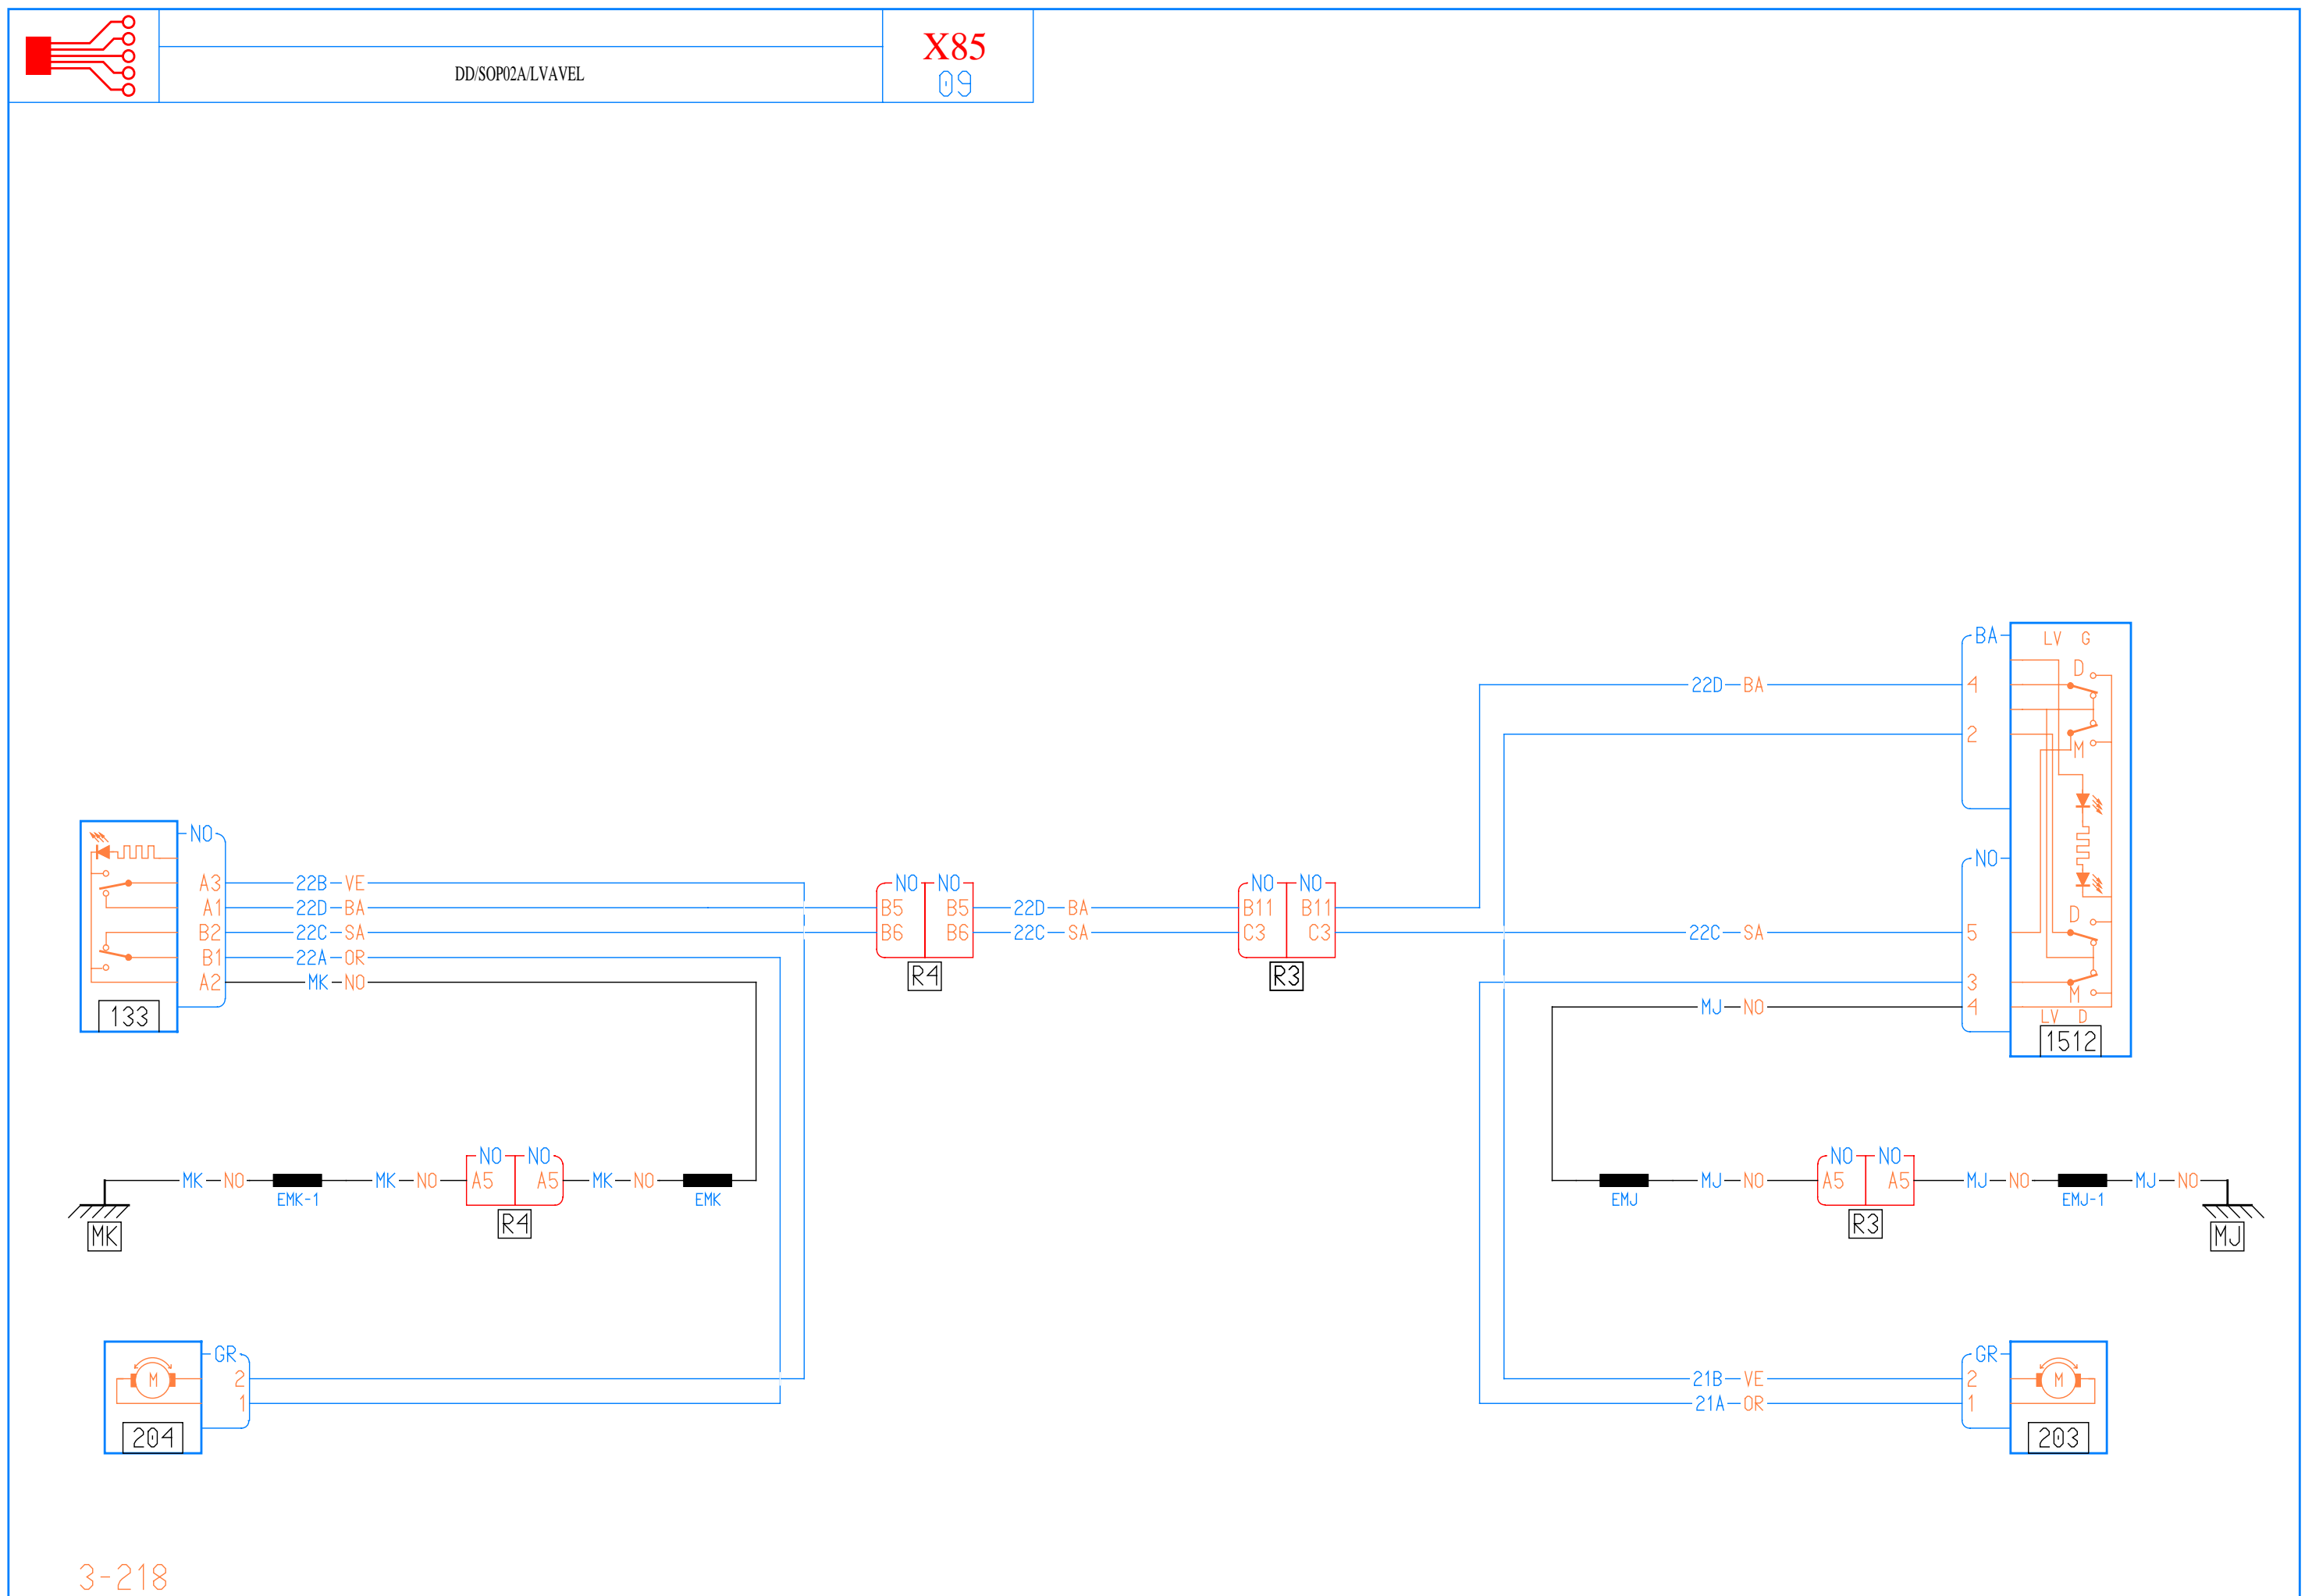 X85
DD/SOP02A/LVAVEL
09
BA LV G
D
4 22D BA
2
M
NO
133
A3 22B VE
A1 22D BA
B2 22C SA
B1 22A OR
A2 MK NO
NO NO
B5 B5 22D BA
B6 B6 22C SA
R4
NO NO
B11 B11
C3 C3
R3
NO
D
22C SA 5
3
M
MJ NO 4
LV D
1512
MK NO EMK-1 MK NO
NO NO
A5 A5
R4
MK NO EMK
MK
EMJ MJ NO
NO NO
A5 A5
R3
MJ NO EMJ-1 MJ NO
MJ
GR
M 2
1
204
GR
21B VE 2 M
21A OR 1
203
3-218